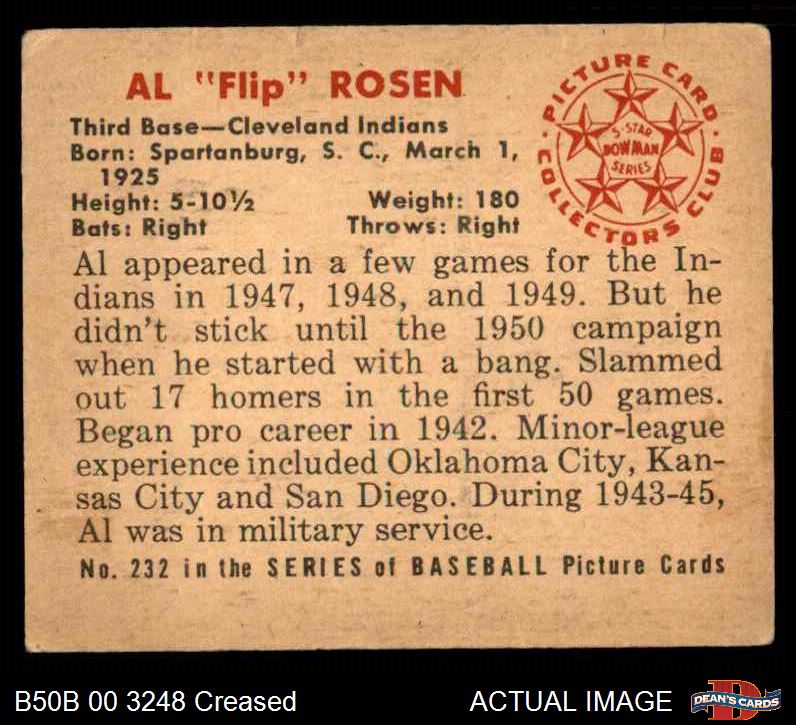 AL "Flip" ROSEN
Third Base—Cleveland Indians
Born: Spartanburg, S. C., March 1,
1925
Height: 5-10½ Weight: 180
Bats: Right Throws: Right
PICTURE CARD
COLLECTORS CLUB
5-STAR
BOWMAN
SERIES
Al appeared in a few games for the In-
dians in 1947, 1948, and 1949. But he
didn't stick until the 1950 campaign
when he started with a bang. Slammed
out 17 homers in the first 50 games.
Began pro career in 1942. Minor-league
experience included Oklahoma City, Kan-
sas City and San Diego. During 1943-45,
Al was in military service.
No. 232 in the SERIES of BASEBALL Picture Cards
B50B 00 3248 Creased
ACTUAL IMAGE
D
DEAN'S CARDS